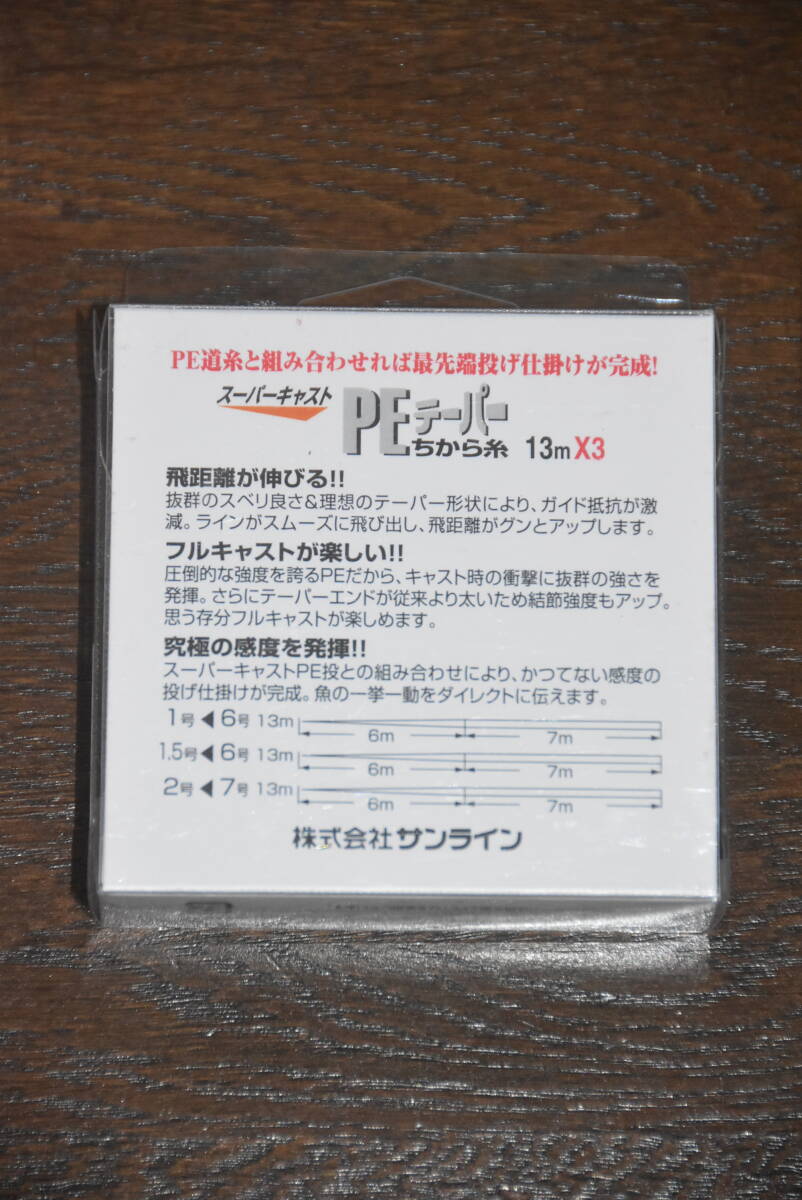 PE道糸と組み合わせれば最先端投げ仕掛けが完成!
スーパーキャスト PEテーパーちから糸 13m X3
飛距離が伸びる!!
抜群のスベリ良さ&理想のテーパー形状により、ガイド抵抗が激
減。ラインがスムーズに飛び出し、飛距離がグンとアップします。
フルキャストが楽しい!!
圧倒的な強度を誇るPEだから、キャスト時の衝撃に抜群の強さを
発揮。さらにテーパーエンドが従来より太いため結節強度もアップ。
思う存分フルキャストが楽しめます。
究極の感度を発揮!!
スーパーキャストPE投との組み合わせにより、かつてない感度の
投げ仕掛けが完成。魚の一挙一動をダイレクトに伝えます。
1号◀6号 13m
6m 7m
1.5号◀6号 13m
6m 7m
2号◀7号 13m
6m 7m
株式会社サンライン